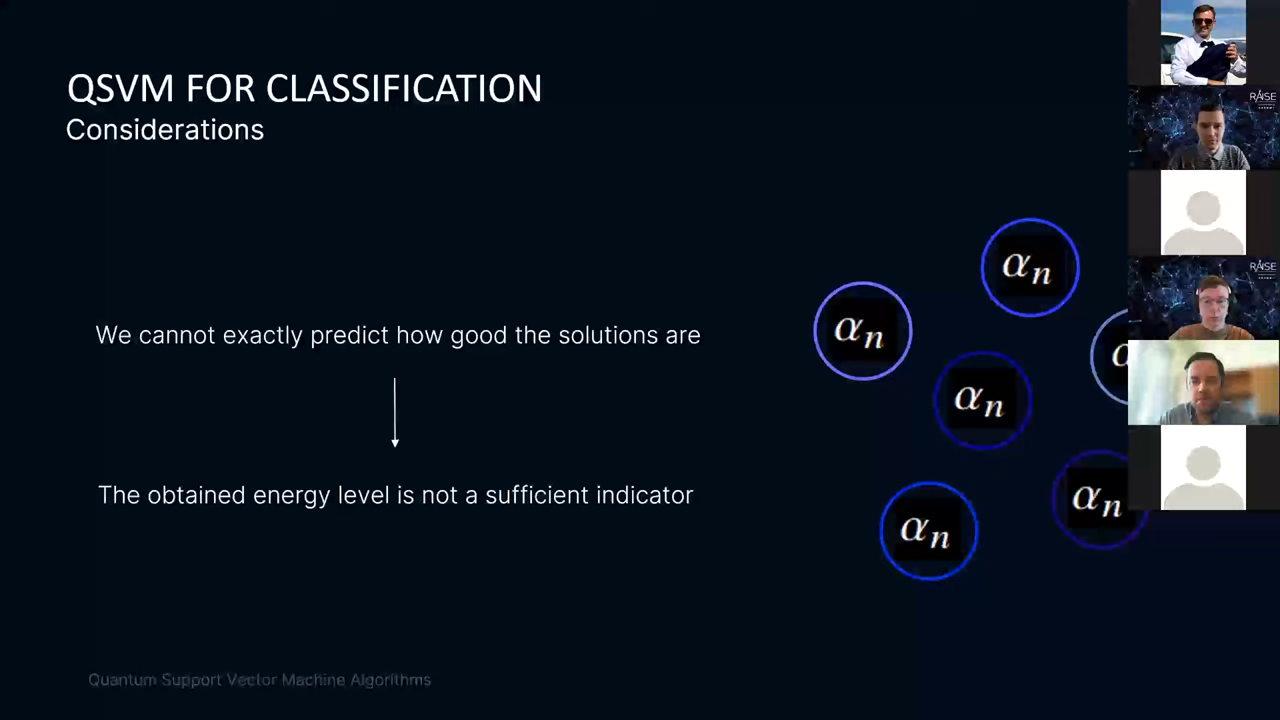 QSVM FOR CLASSIFICATION
Considerations
We cannot exactly predict how good the solutions are
The obtained energy level is not a sufficient indicator
αn
αn
αn
αn
αn
Quantum Support Vector Machine Algorithms
RAISE
RAISE